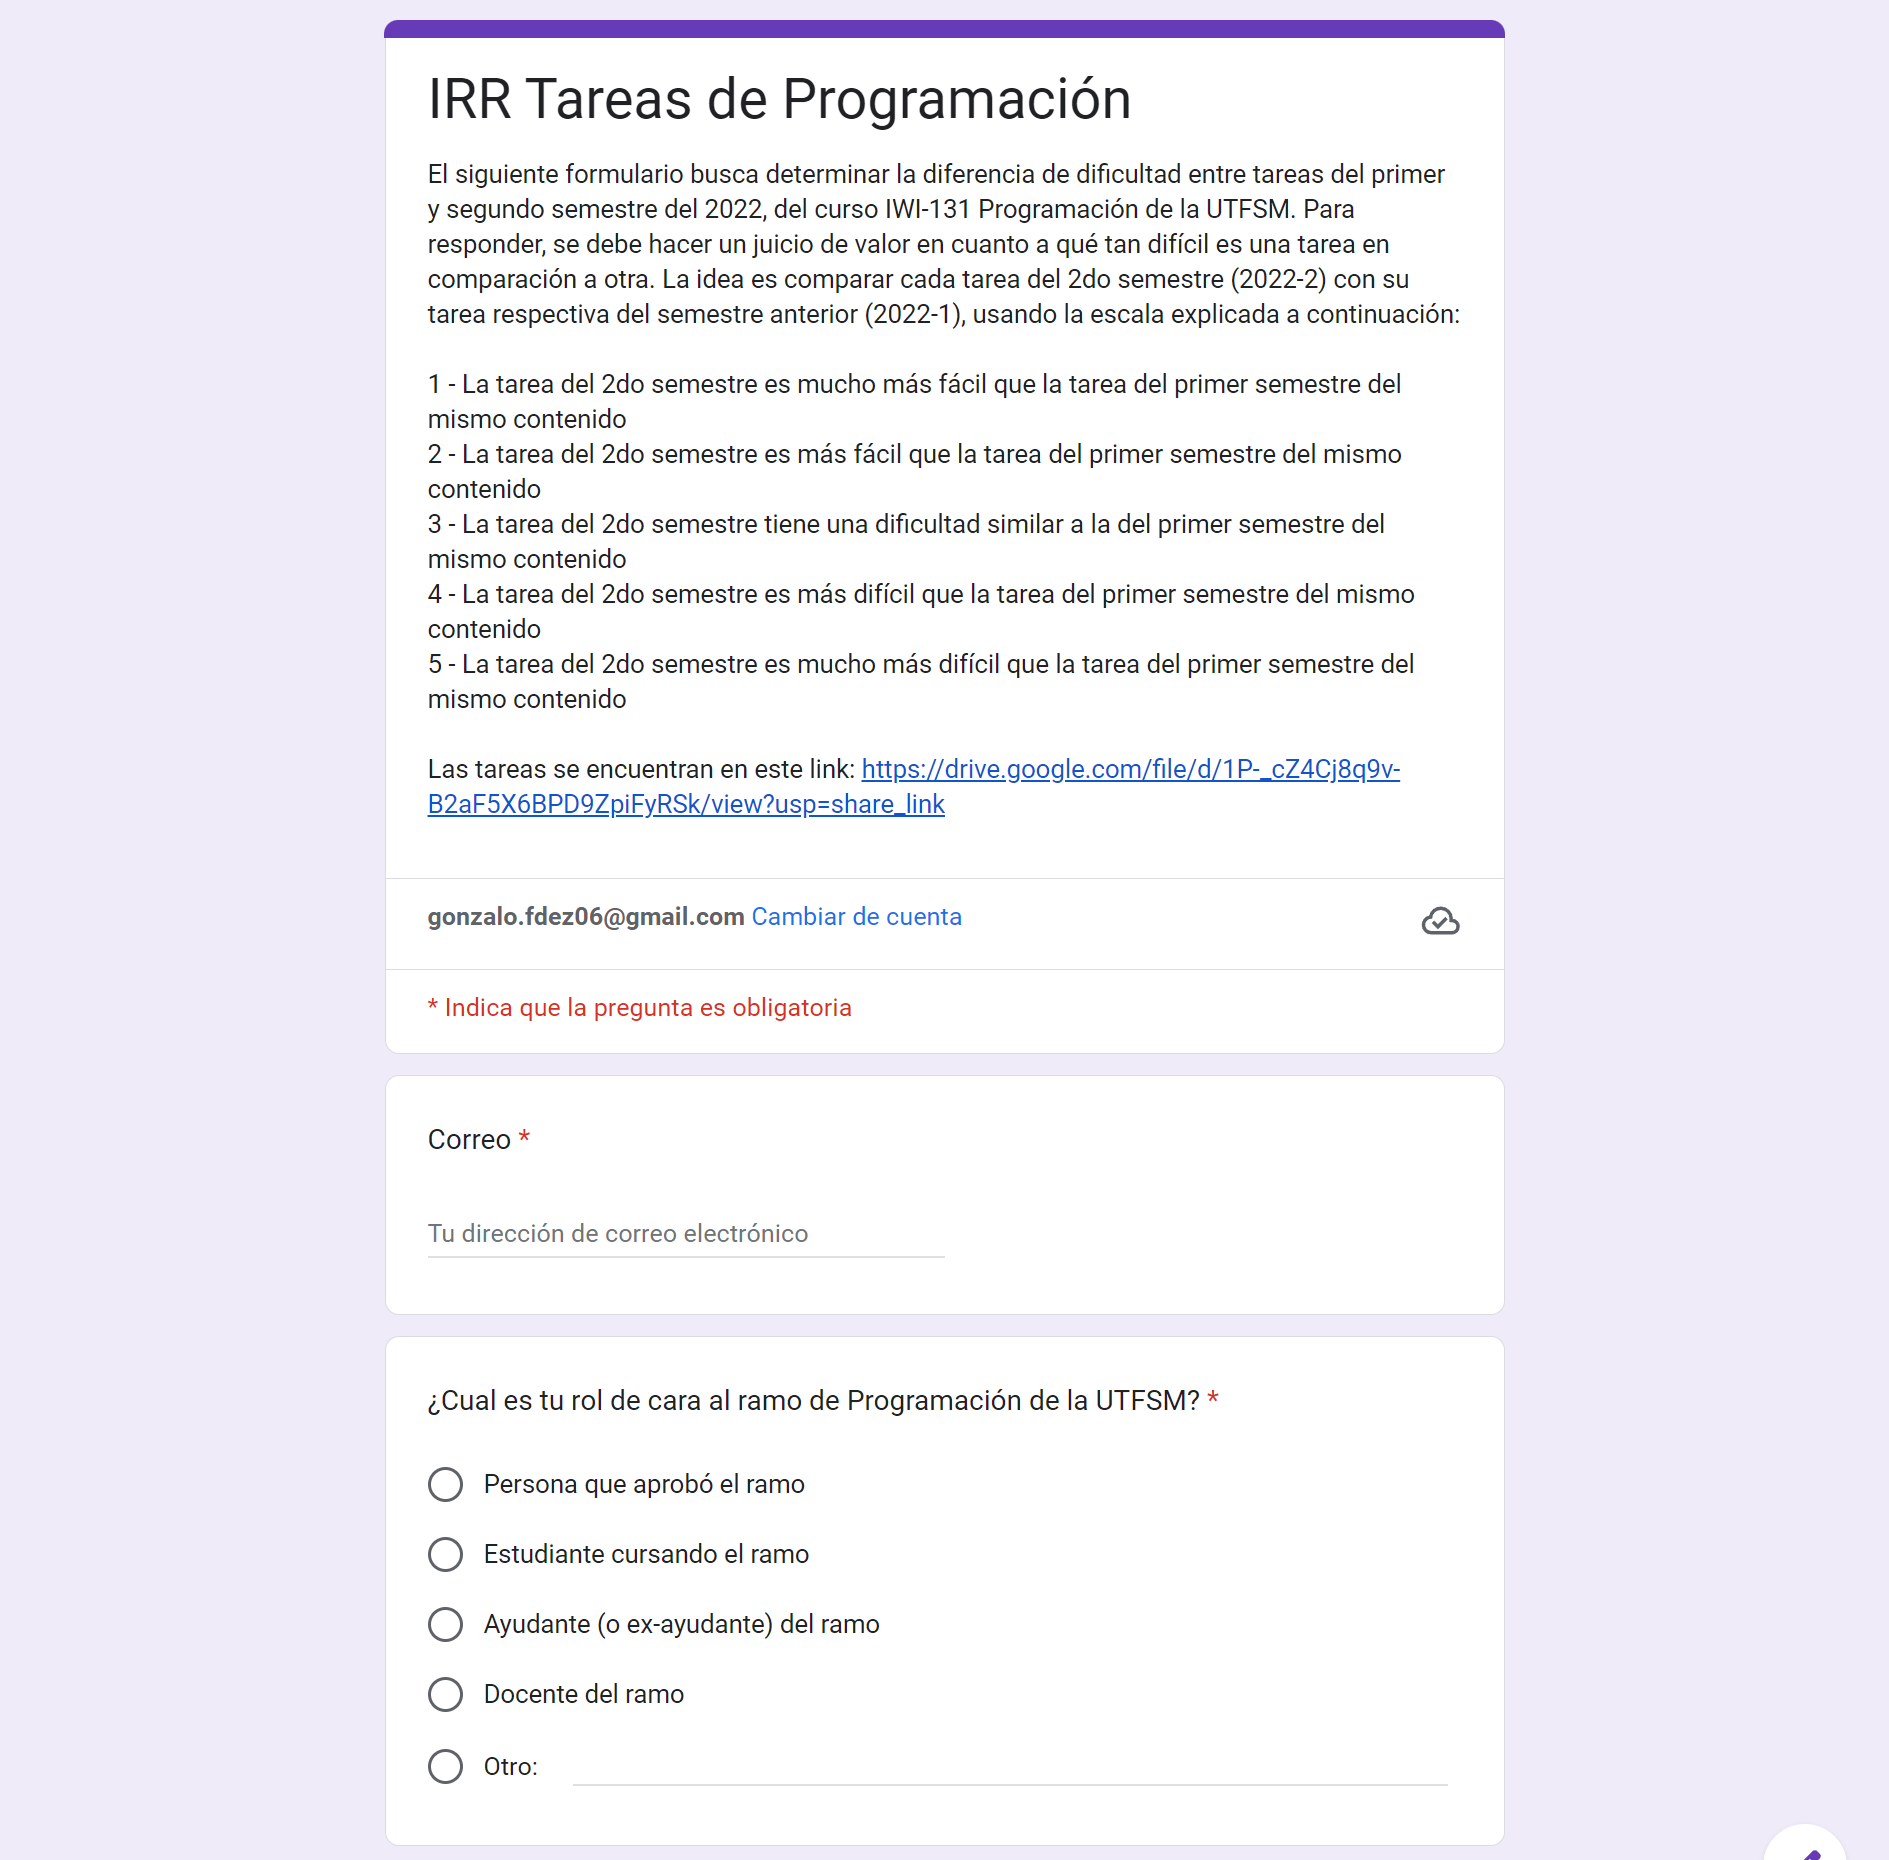 IRR Tareas de Programación
El siguiente formulario busca determinar la diferencia de dificultad entre tareas del primer
y segundo semestre del 2022, del curso IWI-131 Programación de la UTFSM. Para
responder, se debe hacer un juicio de valor en cuanto a qué tan difícil es una tarea en
comparación a otra. La idea es comparar cada tarea del 2do semestre (2022-2) con su
tarea respectiva del semestre anterior (2022-1), usando la escala explicada a continuación:
1 - La tarea del 2do semestre es mucho más fácil que la tarea del primer semestre del
mismo contenido
2 - La tarea del 2do semestre es más fácil que la tarea del primer semestre del mismo
contenido
3 - La tarea del 2do semestre tiene una dificultad similar a la del primer semestre del
mismo contenido
4 - La tarea del 2do semestre es más difícil que la tarea del primer semestre del mismo
contenido
5 - La tarea del 2do semestre es mucho más difícil que la tarea del primer semestre del
mismo contenido
Las tareas se encuentran en este link: https://drive.google.com/file/d/1P-_cZ4Cj8q9v-
B2aF5X6BPD9ZpiFyRSk/view?usp=share_link
gonzalo.fdez06@gmail.com Cambiar de cuenta
* Indica que la pregunta es obligatoria
Correo *
Tu dirección de correo electrónico
¿Cual es tu rol de cara al ramo de Programación de la UTFSM? *
Persona que aprobó el ramo
Estudiante cursando el ramo
Ayudante (o ex-ayudante) del ramo
Docente del ramo
Otro: